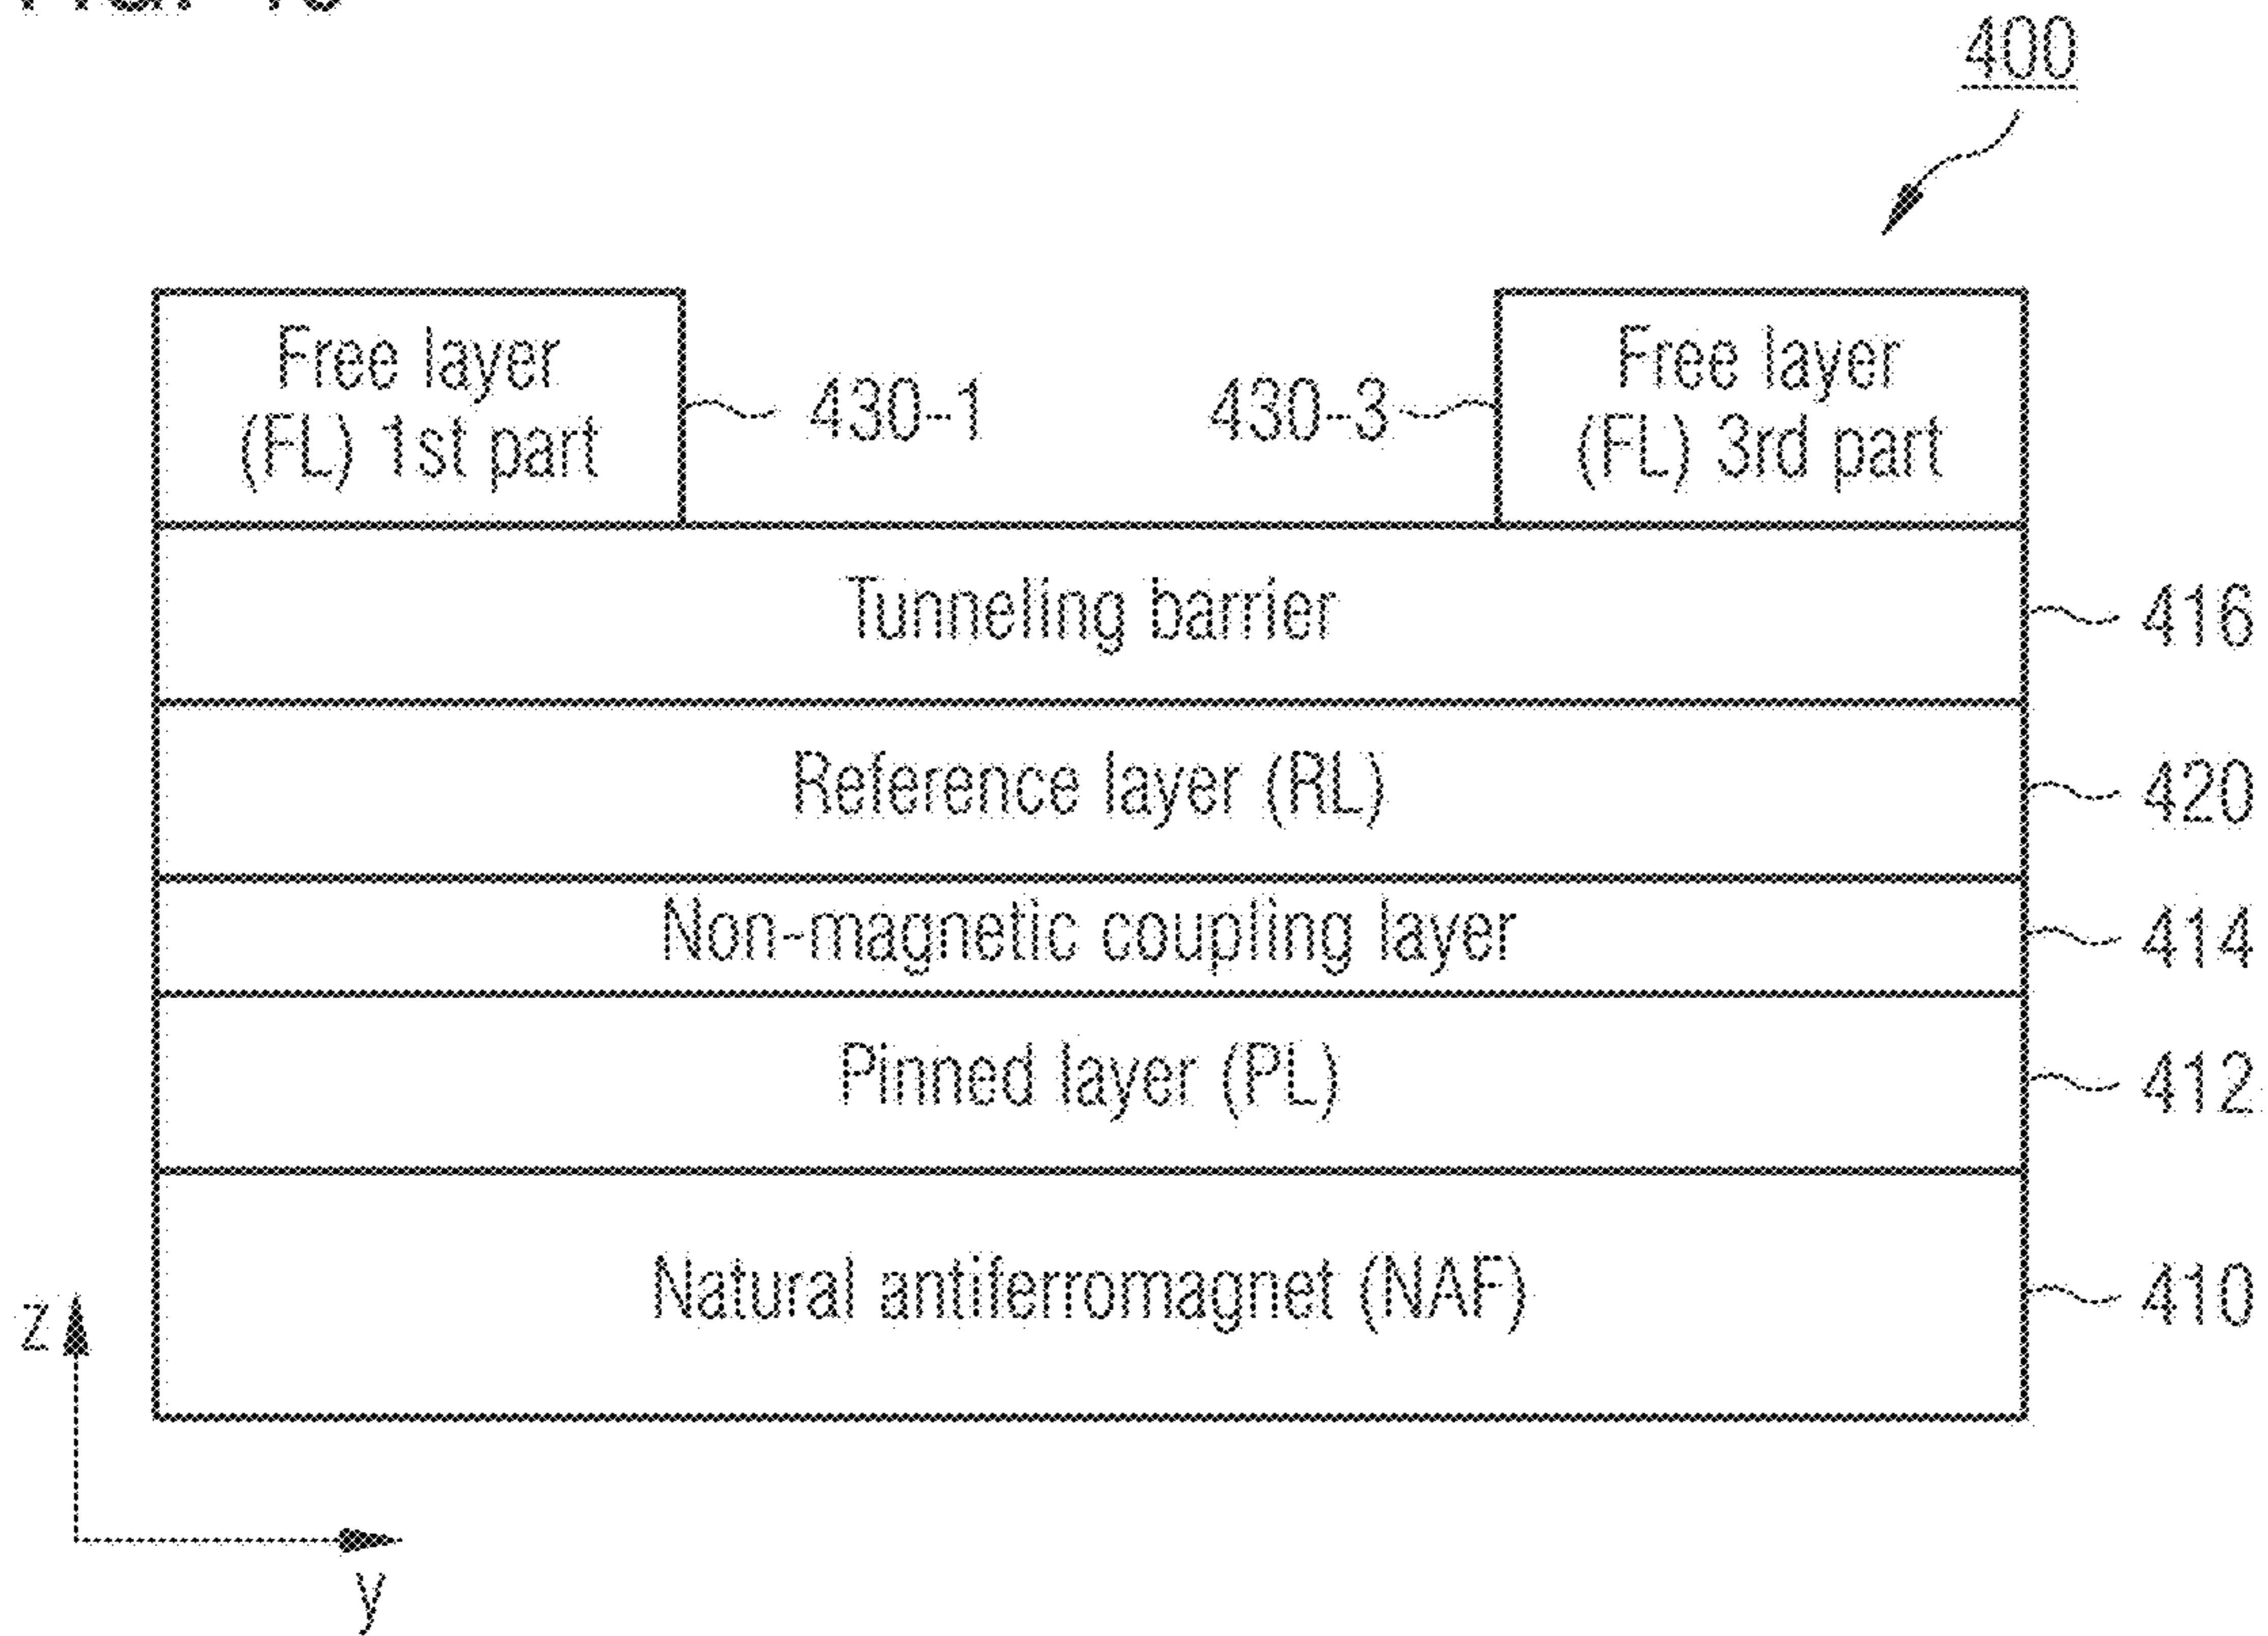 400
Free layer
(FL) 1st part
430-1
430-3
Free layer
(FL) 3rd part
Tunneling barrier
416
Reference layer (RL)
420
Non-magnetic coupling layer
414
Pinned layer (PL)
412
Natural antiferromagnet (NAF)
410
z
y